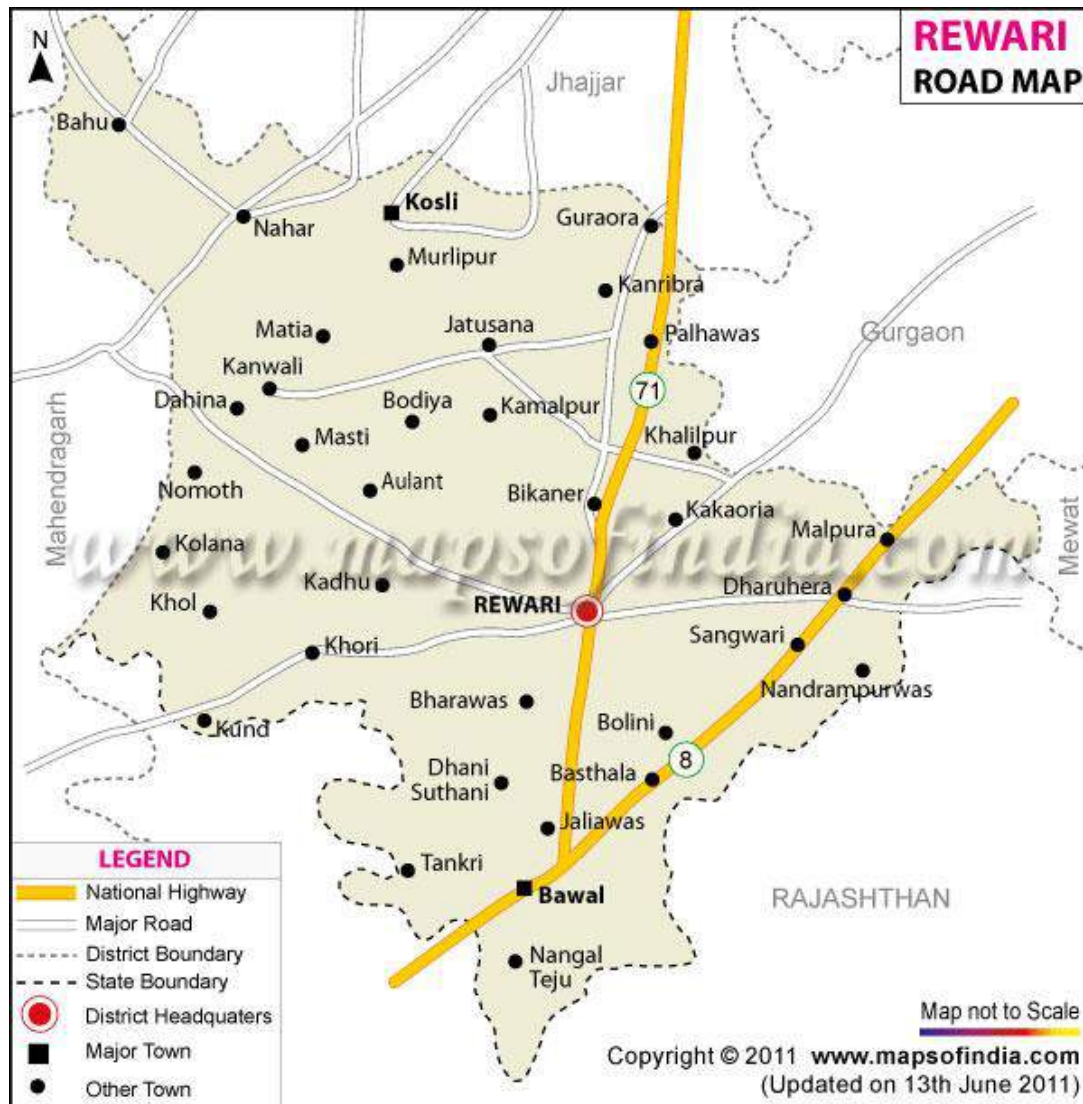 REWARI
ROAD MAP
N
Jhajjar
Bahu
Kosli
Nahar
Guraora
Murlipur
Kanribra
Matia
Jatusana
Palhawas
Gurgaon
Kanwali
71
Dahina
Bodiya
Kamalpur
Mahendragarh
Masti
Khalilpur
Nomoth
Aulant
Bikaner
Kakaoria
Malpura
Mewat
www.mapsofindia.com
Kolana
Kadhu
Dharuhera
Khol
REWARI
Khori
Sangwari
Nandrampurwas
Bharawas
Kund
Bolini
8
Dhani
Suthani
Basthala
Jaliawas
Tankri
Bawal
RAJASHTHAN
Nangal
Teju
LEGEND
National Highway
Major Road
District Boundary
State Boundary
District Headquaters
Major Town
Other Town
Map not to Scale
Copyright © 2011 www.mapsofindia.com
(Updated on 13th June 2011)